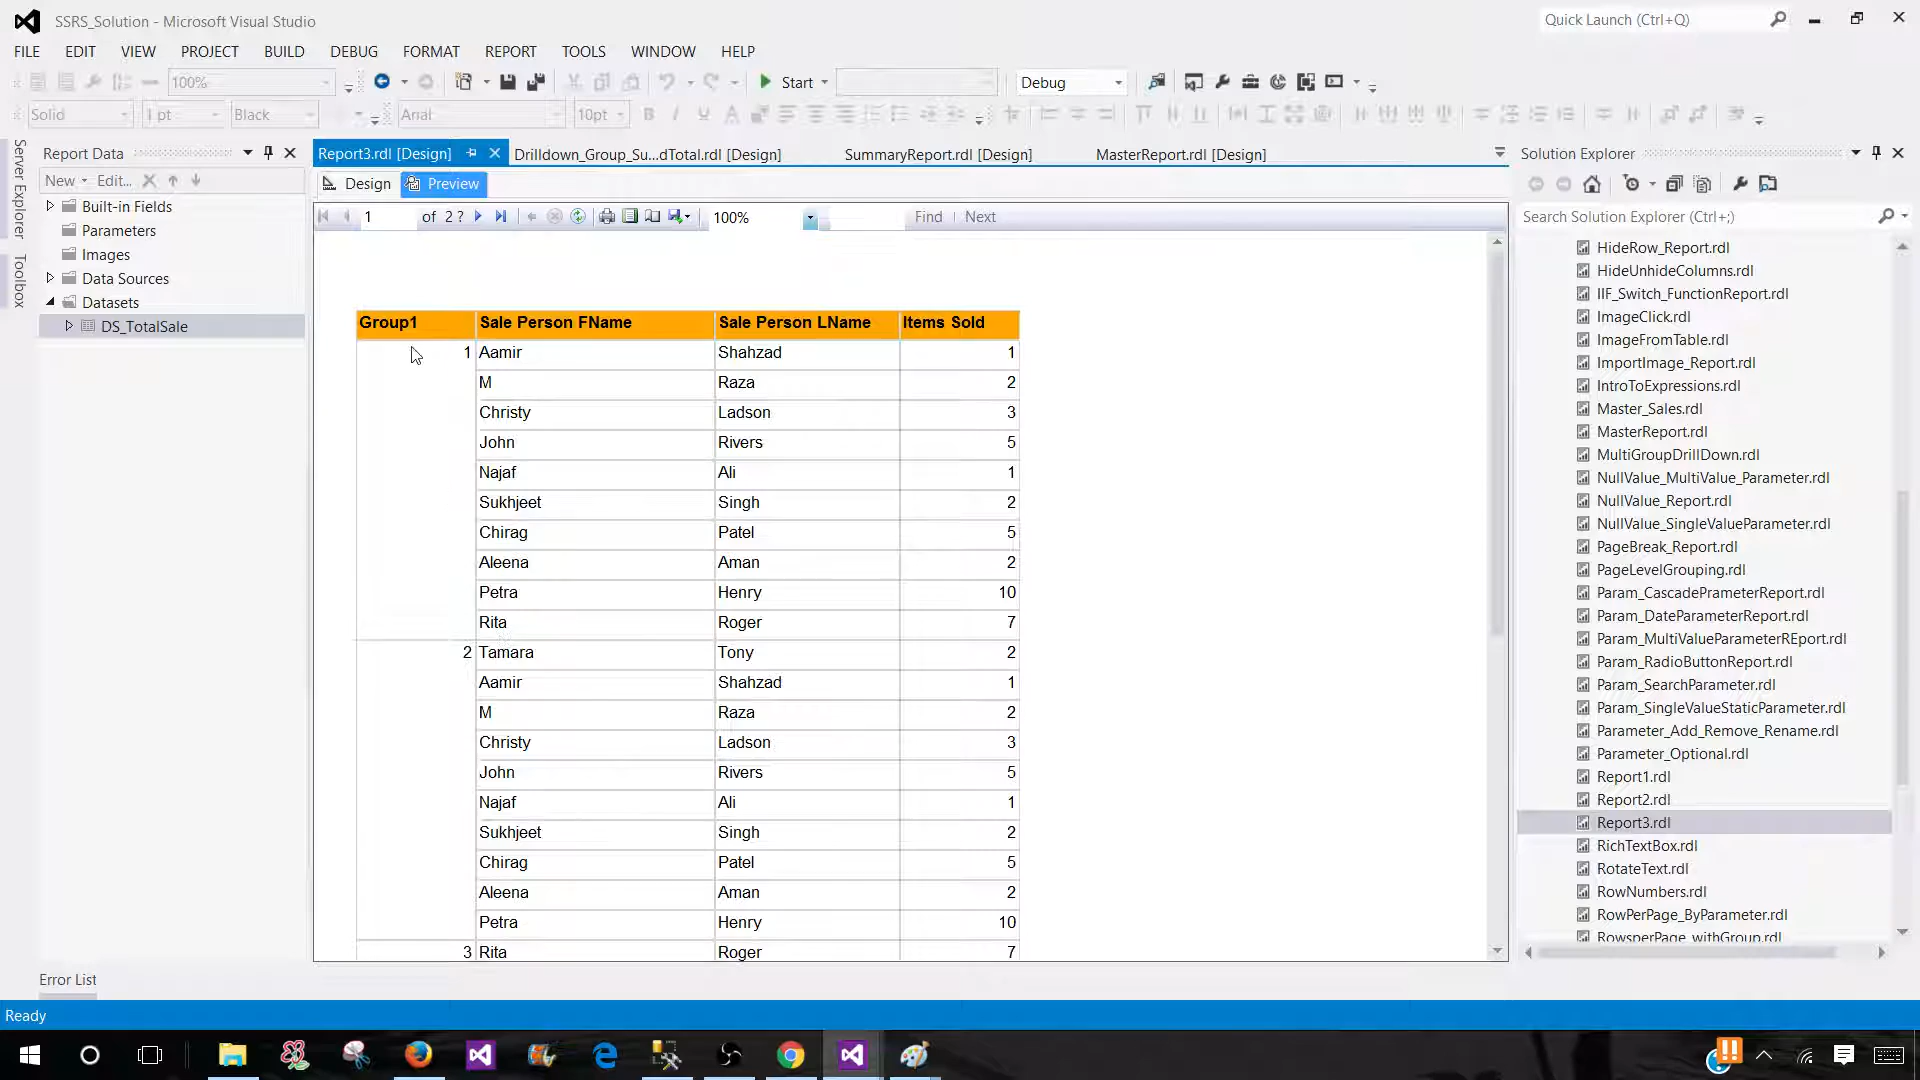 SSRS_Solution - Microsoft Visual Studio
Quick Launch (Ctrl+Q)
FILE EDIT VIEW PROJECT BUILD DEBUG FORMAT REPORT TOOLS WINDOW HELP
100% Start Debug
Solid 1 pt Black Arial 10pt B I U A
Server Explorer
Toolbox
Report Data
New Edit...
Built-in Fields
Parameters
Images
Data Sources
Datasets
DS_TotalSale
Report3.rdl [Design] Drilldown_Group_Su...dTotal.rdl [Design] SummaryReport.rdl [Design] MasterReport.rdl [Design]
Design Preview
1 of 2 ? 100% Find | Next
Group1 Sale Person FName Sale Person LName Items Sold
1 Aamir Shahzad 1
M Raza 2
Christy Ladson 3
John Rivers 5
Najaf Ali 1
Sukhjeet Singh 2
Chirag Patel 5
Aleena Aman 2
Petra Henry 10
Rita Roger 7
2 Tamara Tony 2
Aamir Shahzad 1
M Raza 2
Christy Ladson 3
John Rivers 5
Najaf Ali 1
Sukhjeet Singh 2
Chirag Patel 5
Aleena Aman 2
Petra Henry 10
3 Rita Roger 7
Solution Explorer
Search Solution Explorer (Ctrl+;)
HideRow_Report.rdl
HideUnhideColumns.rdl
IIF_Switch_FunctionReport.rdl
ImageClick.rdl
ImageFromTable.rdl
ImportImage_Report.rdl
IntroToExpressions.rdl
Master_Sales.rdl
MasterReport.rdl
MultiGroupDrillDown.rdl
NullValue_MultiValue_Parameter.rdl
NullValue_Report.rdl
NullValue_SingleValueParameter.rdl
PageBreak_Report.rdl
PageLevelGrouping.rdl
Param_CascadePrameterReport.rdl
Param_DateParameterReport.rdl
Param_MultiValueParameterREport.rdl
Param_RadioButtonReport.rdl
Param_SearchParameter.rdl
Param_SingleValueStaticParameter.rdl
Parameter_Add_Remove_Rename.rdl
Parameter_Optional.rdl
Report1.rdl
Report2.rdl
Report3.rdl
RichTextBox.rdl
RotateText.rdl
RowNumbers.rdl
RowPerPage_ByParameter.rdl
RowsperPage_withGroup.rdl
Error List
Ready